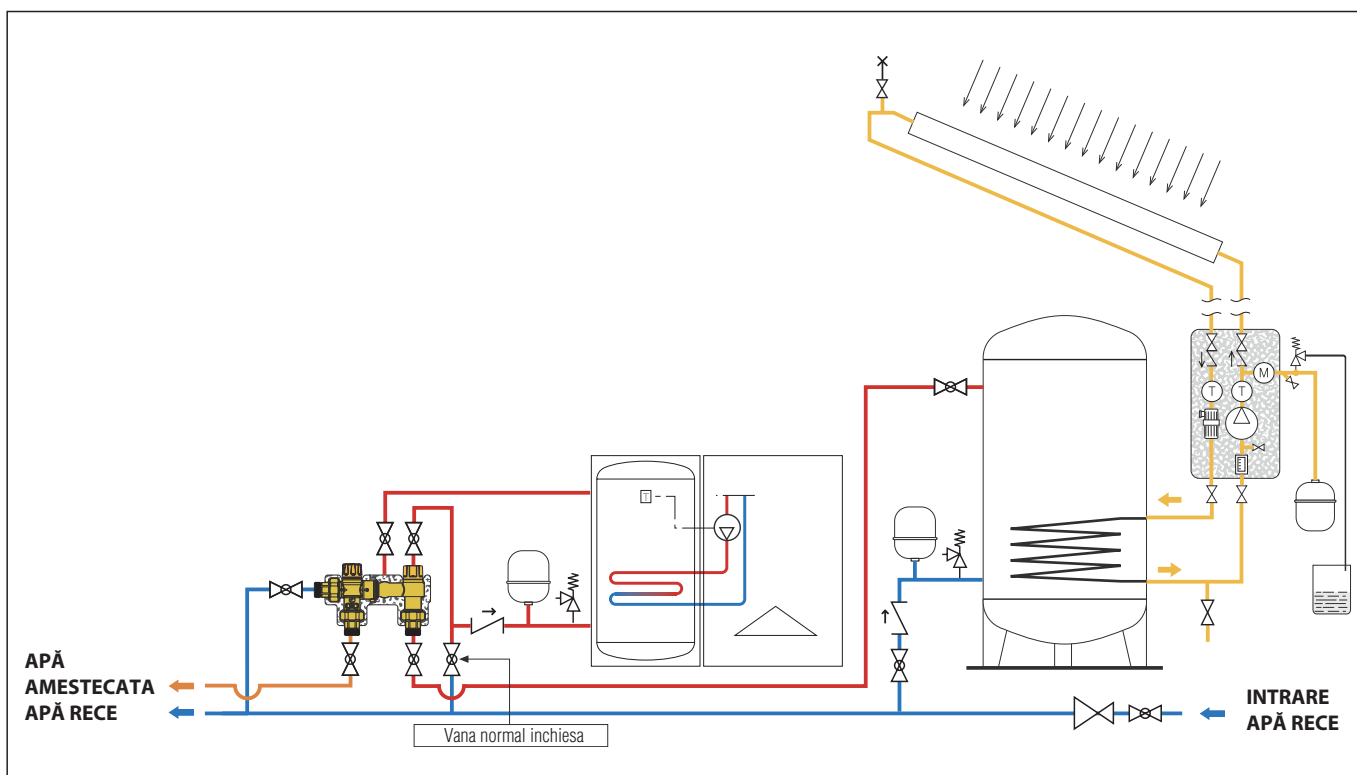 M
T
T
T
APĂ
AMESTECATA
APĂ RECE
Vana normal inchiesa
INTRARE
APĂ RECE